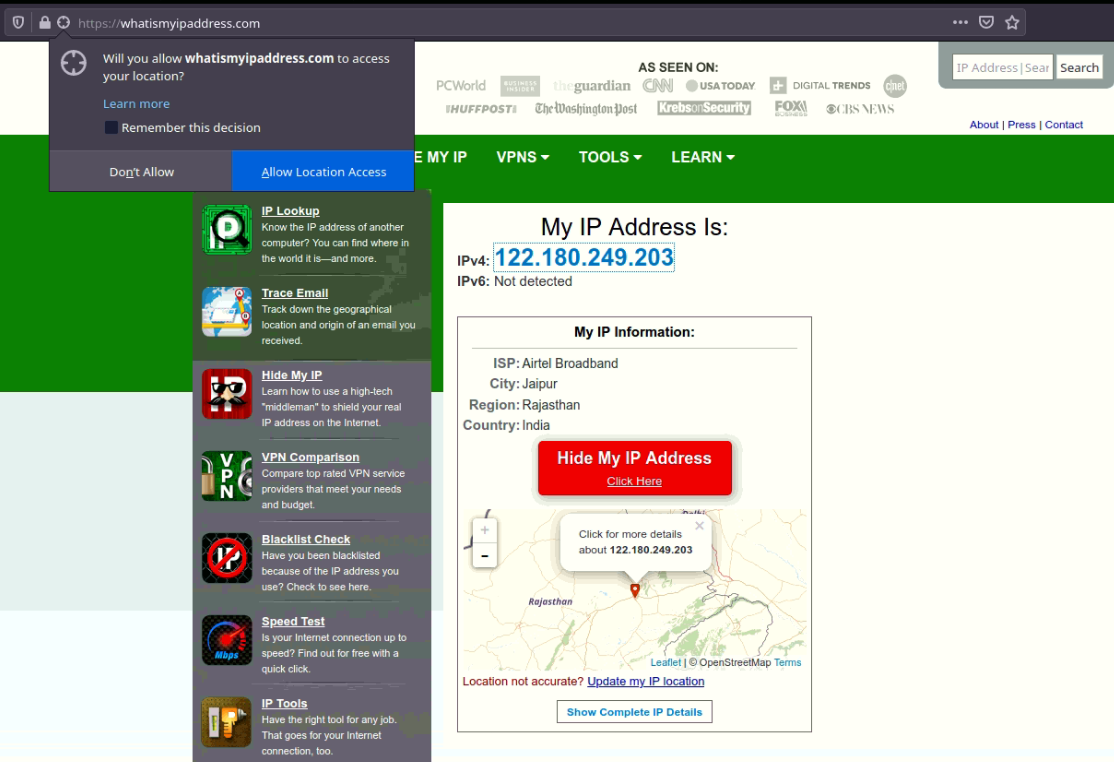 https://whatismyipaddress.com
Will you allow whatismyipaddress.com to access
your location?
Learn more
Remember this decision
Don't Allow
Allow Location Access
AS SEEN ON:
PCWorld
BUSINESS
INSIDER
theguardian
CNN
USA TODAY
DIGITAL TRENDS
cnet
HUFFPOST
The Washington Post
KrebsonSecurity
FOX
BUSINESS
CBS NEWS
IP Address|Sear
Search
About | Press | Contact
E MY IP
VPNS
TOOLS
LEARN
IP Lookup
Know the IP address of another
computer? You can find where in
the world it is—and more.
Trace Email
Track down the geographical
location and origin of an email you
received.
IP
Hide My IP
Learn how to use a high-tech
"middleman" to shield your real
IP address on the Internet.
VPN
VPN Comparison
Compare top rated VPN service
providers that meet your needs
and budget.
IP
Blacklist Check
Have you been blacklisted
because of the IP address you
use? Check to see here.
Mbps
Speed Test
Is your Internet connection up to
speed? Find out for free with a
quick click.
IP Tools
Have the right tool for any job.
That goes for your Internet
connection, too.
My IP Address Is:
IPv4: 122.180.249.203
IPv6: Not detected
My IP Information:
ISP: Airtel Broadband
City: Jaipur
Region: Rajasthan
Country: India
Hide My IP Address
Click Here
+
−
Delhi
Click for more details
about 122.180.249.203
×
Rajasthan
Leaflet | © OpenStreetMap Terms
Location not accurate? Update my IP location
Show Complete IP Details